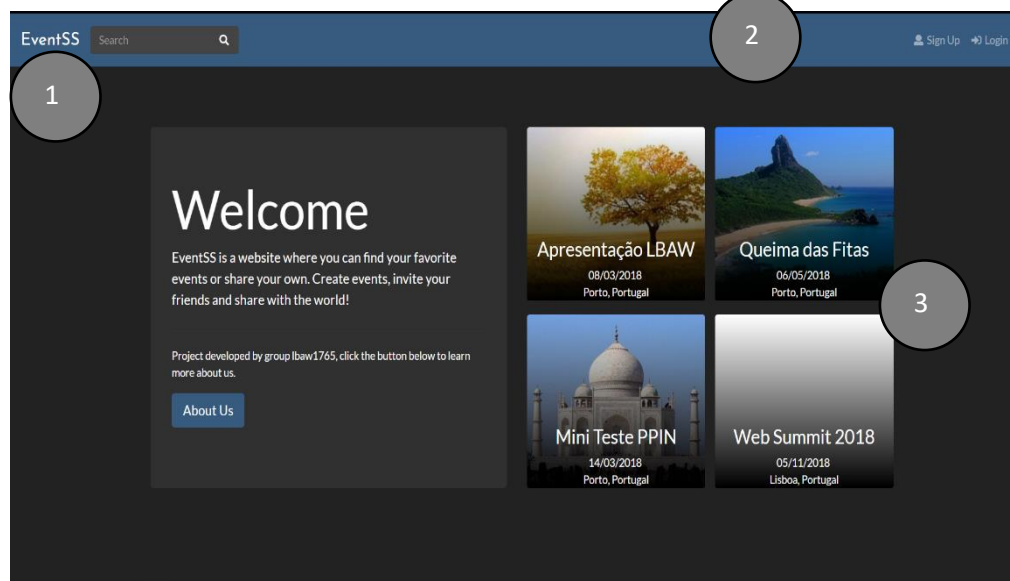 EventSS
Search
2
Sign Up
Login
1
Welcome
EventSS is a website where you can find your favorite
events or share your own. Create events, invite your
friends and share with the world!
Project developed by group lbaw1765, click the button below to learn
more about us.
About Us
Apresentação LBAW
08/03/2018
Porto, Portugal
Queima das Fitas
06/05/2018
Porto, Portugal
3
Mini Teste PPIN
14/03/2018
Porto, Portugal
Web Summit 2018
05/11/2018
Lisboa, Portugal